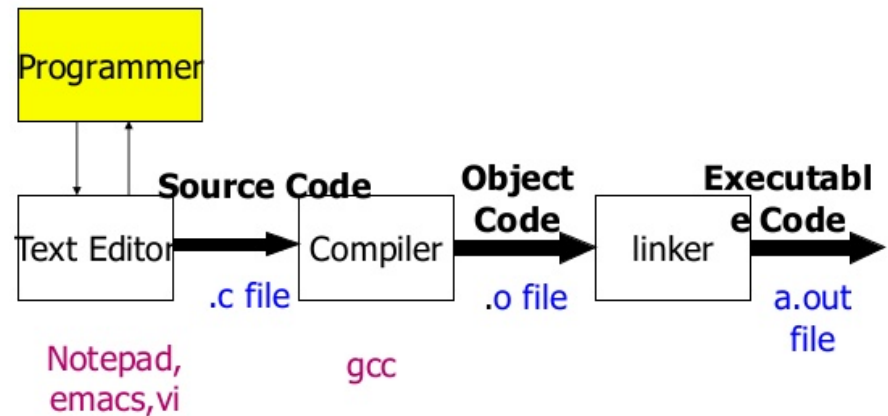 Programmer
Source Code
Object
Code
Executabl
e Code
Text Editor
Compiler
linker
.c file
.o file
a.out
file
Notepad,
emacs,vi
gcc